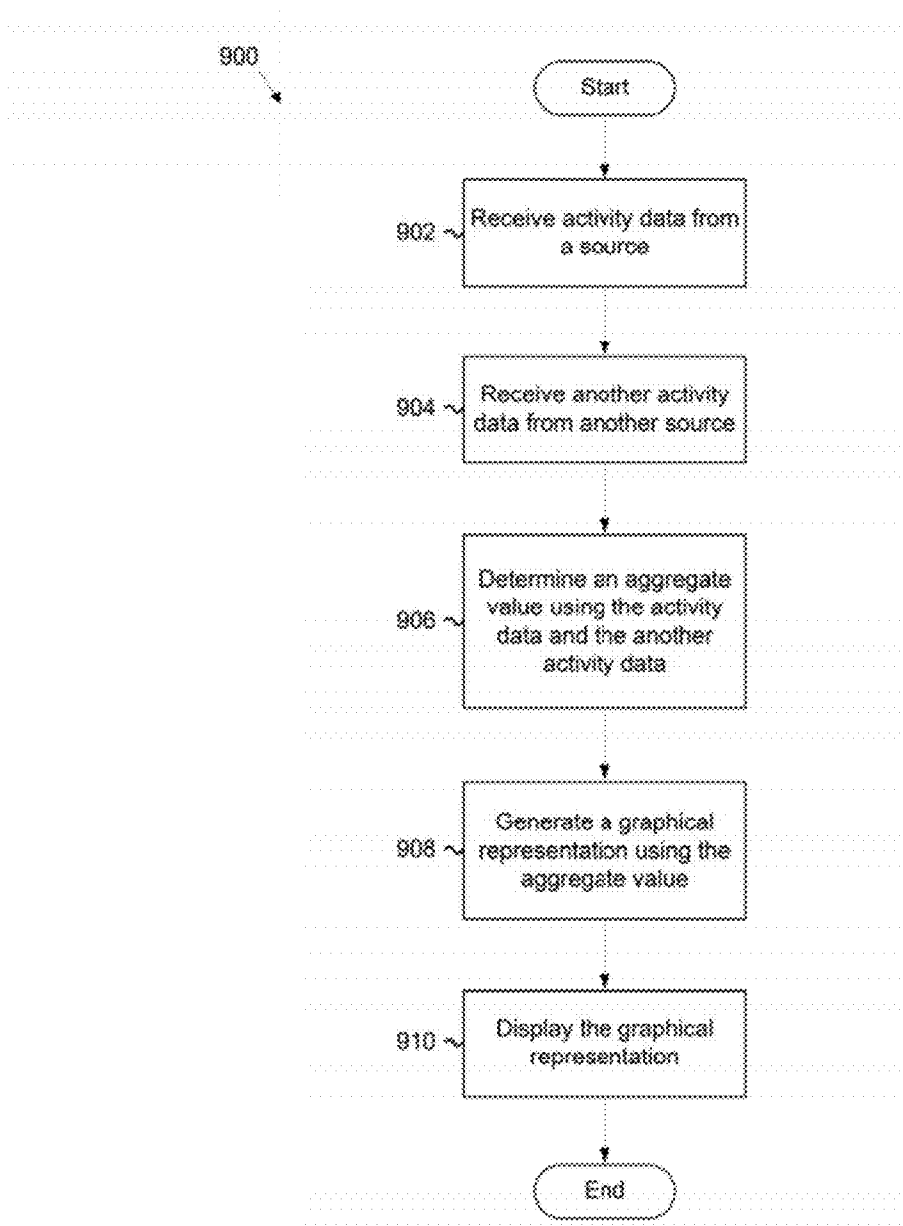 900
Start
902
Receive activity data from
a source
904
Receive another activity
data from another source
906
Determine an aggregate
value using the activity
data and the another
activity data
908
Generate a graphical
representation using the
aggregate value
910
Display the graphical
representation
End